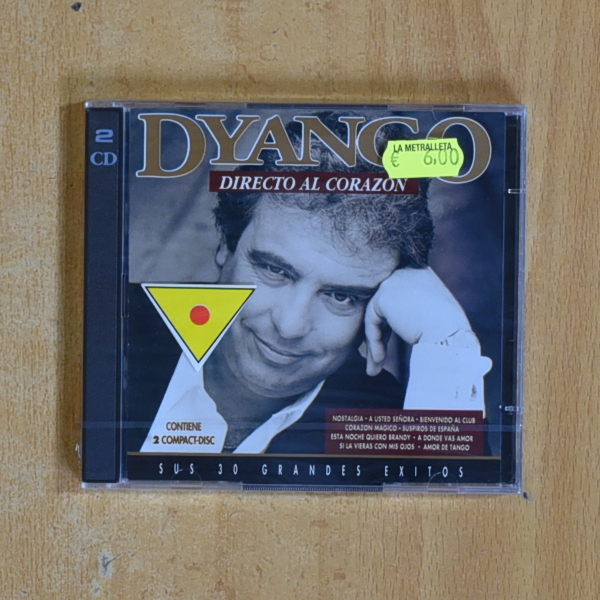 2
CD
DYANGO
LA METRALLETA
€ 6,00
DIRECTO AL CORAZÓN
CONTIENE
2 COMPACT-DISC
NOSTALGIA • A USTED SEÑORA • BIENVENIDO AL CLUB
CORAZON MAGICO • SUSPIROS DE ESPAÑA
ESTA NOCHE QUIERO BRANDY • A DONDE VAS AMOR
SI LA VIERAS CON MIS OJOS • AMOR DE TANGO
SUS 30 GRANDES EXITOS